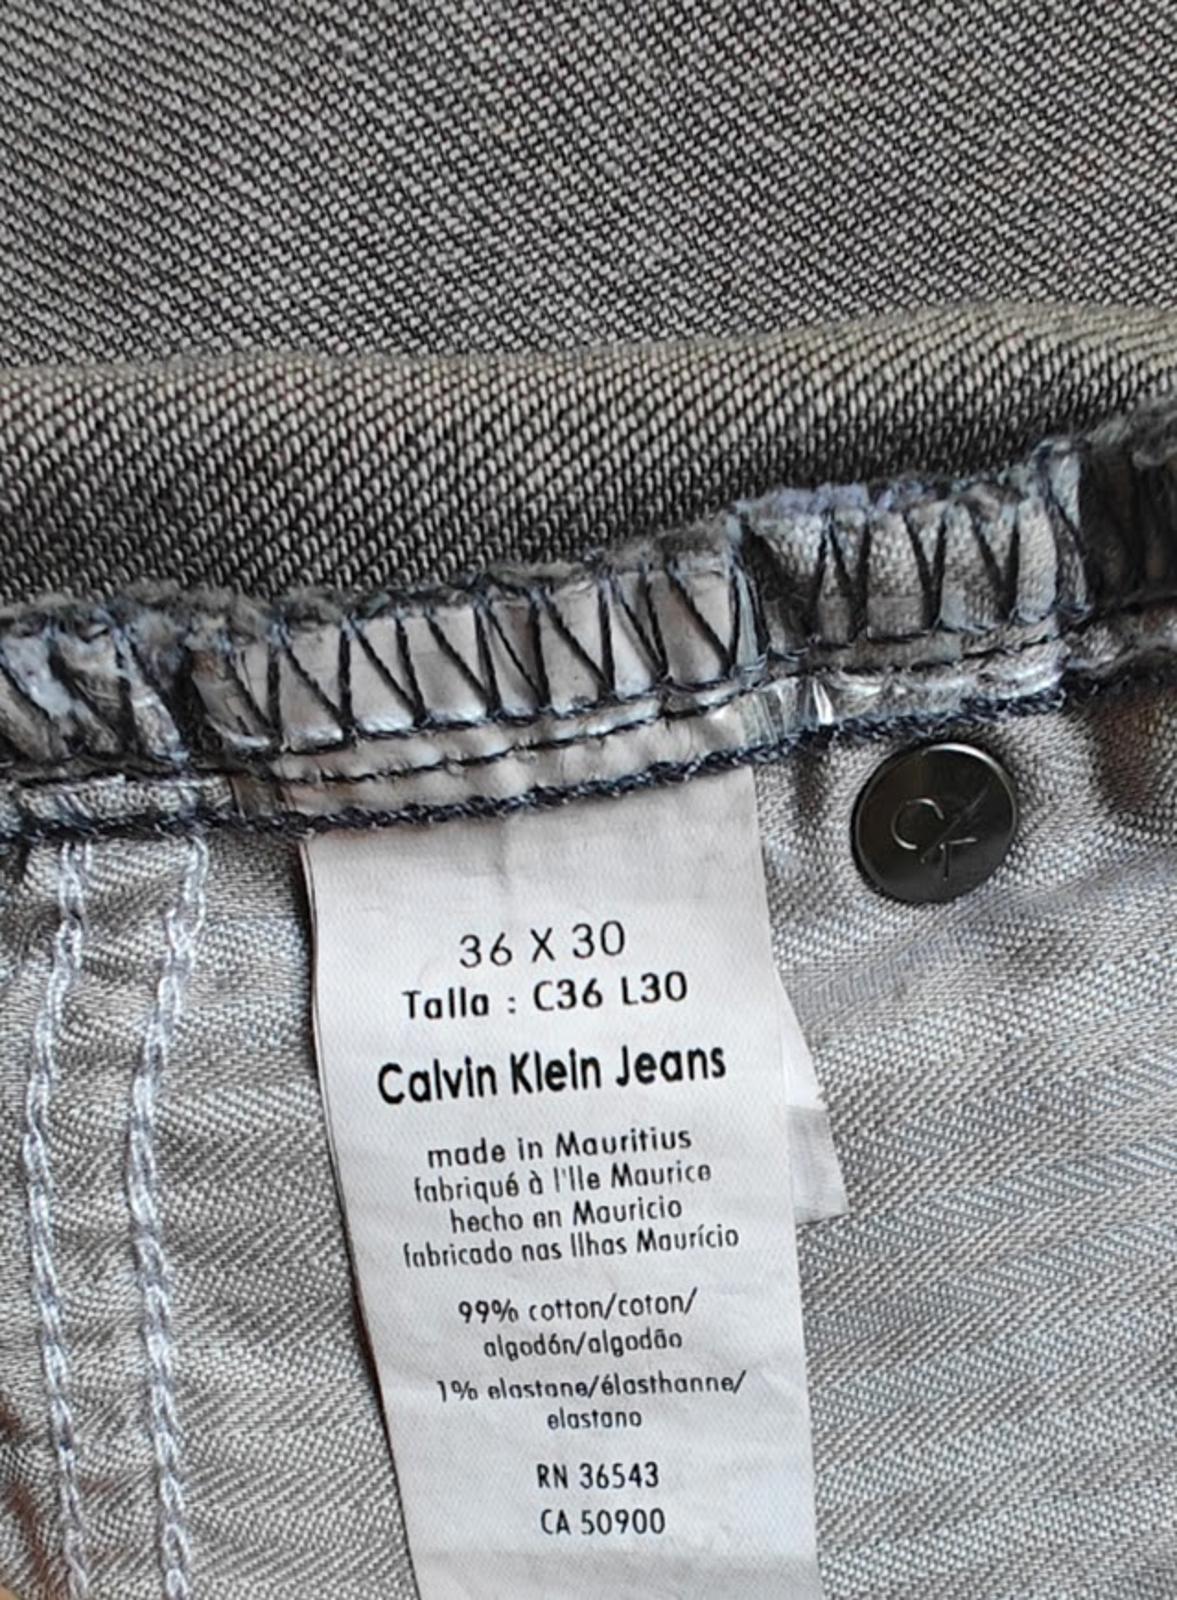 36 X 30
Talla : C36 L30
Calvin Klein Jeans
made in Mauritius
fabriqué à l'Ile Maurice
hecho en Mauricio
fabricado nas Ilhas Maurício
99% cotton/coton/
algodón/algodão
1% elastane/élasthanne/
elastano
RN 36543
CA 50900
CK